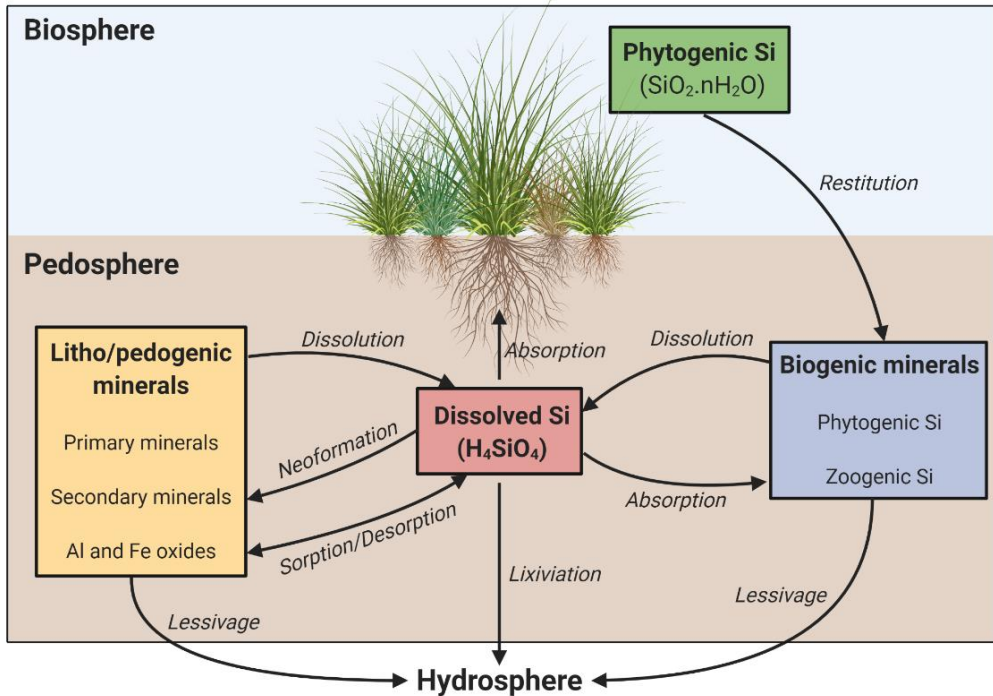 Biosphere
Phytogenic Si
(SiO₂.nH₂O)
Restitution
Pedosphere
Litho/pedogenic
minerals
Primary minerals
Secondary minerals
Al and Fe oxides
Dissolution
Absorption
Dissolution
Dissolved Si
(H₄SiO₄)
Biogenic minerals
Phytogenic Si
Zoogenic Si
Neoformation
Sorption/Desorption
Absorption
Lixiviation
Lessivage
Lessivage
Hydrosphere